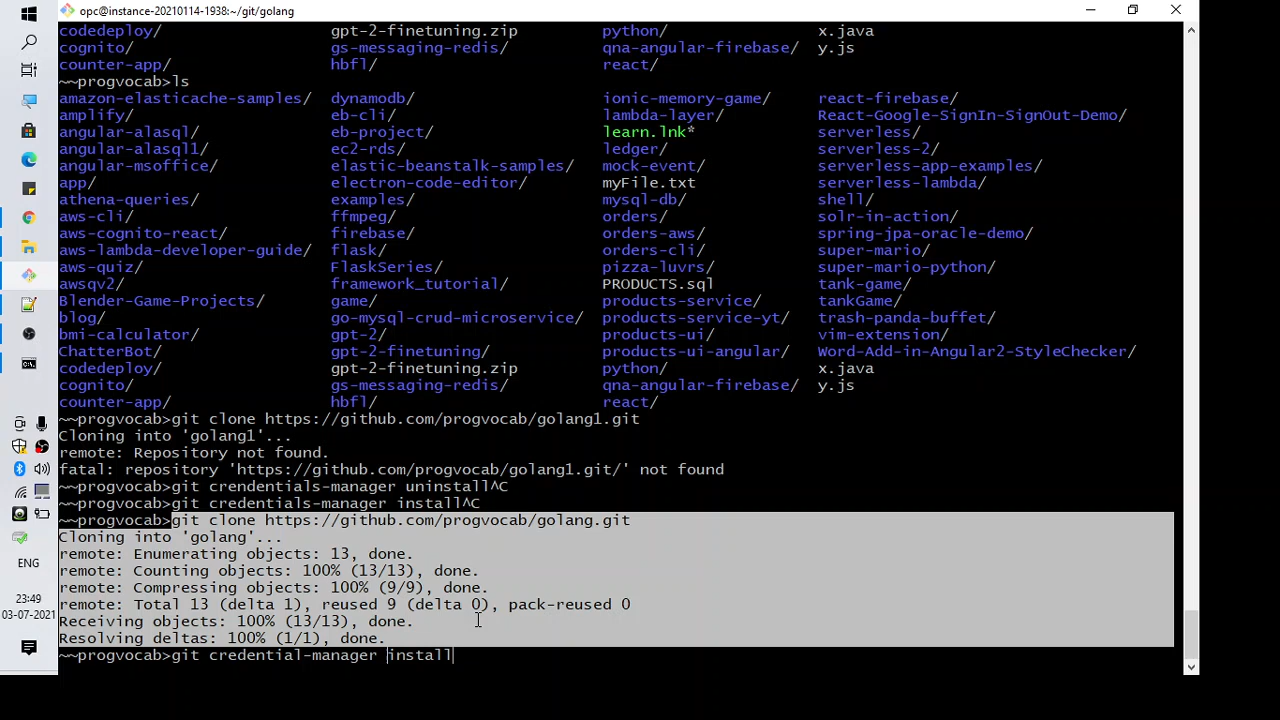 opc@instance-20210114-1938:~/git/golang
codedeploy/ gpt-2-finetuning.zip python/ x.java
cognito/ gs-messaging-redis/ qna-angular-firebase/ y.js
counter-app/ hbfl/ react/
~~progvocab>ls
amazon-elasticache-samples/ dynamodb/ ionic-memory-game/ react-firebase/
amplify/ eb-cli/ lambda-layer/ React-Google-SignIn-SignOut-Demo/
angular-alasql/ eb-project/ learn.lnk* serverless/
angular-alasql1/ ec2-rds/ ledger/ serverless-2/
angular-msoffice/ elastic-beanstalk-samples/ mock-event/ serverless-app-examples/
app/ electron-code-editor/ myFile.txt serverless-lambda/
athena-queries/ examples/ mysql-db/ shell/
aws-cli/ ffmpeg/ orders/ solr-in-action/
aws-cognito-react/ firebase/ orders-aws/ spring-jpa-oracle-demo/
aws-lambda-developer-guide/ flask/ orders-cli/ super-mario/
aws-quiz/ FlaskSeries/ pizza-luvrs/ super-mario-python/
awsqv2/ framework_tutorial/ PRODUCTS.sql tank-game/
Blender-Game-Projects/ game/ products-service/ tankGame/
blog/ go-mysql-crud-microservice/ products-service-yt/ trash-panda-buffet/
bmi-calculator/ gpt-2/ products-ui/ vim-extension/
ChatterBot/ gpt-2-finetuning/ products-ui-angular/ Word-Add-in-Angular2-StyleChecker/
codedeploy/ gpt-2-finetuning.zip python/ x.java
cognito/ gs-messaging-redis/ qna-angular-firebase/ y.js
counter-app/ hbfl/ react/
~~progvocab>git clone https://github.com/progvocab/golang1.git
Cloning into 'golang1'...
remote: Repository not found.
fatal: repository 'https://github.com/progvocab/golang1.git/' not found
~~progvocab>git crendentials-manager uninstall^C
~~progvocab>git credentials-manager install^C
~~progvocab>git clone https://github.com/progvocab/golang.git
Cloning into 'golang'...
remote: Enumerating objects: 13, done.
remote: Counting objects: 100% (13/13), done.
remote: Compressing objects: 100% (9/9), done.
remote: Total 13 (delta 1), reused 9 (delta 0), pack-reused 0
Receiving objects: 100% (13/13), done.
Resolving deltas: 100% (1/1), done.
~~progvocab>git credential-manager install
ENG
23:49
03-07-2021